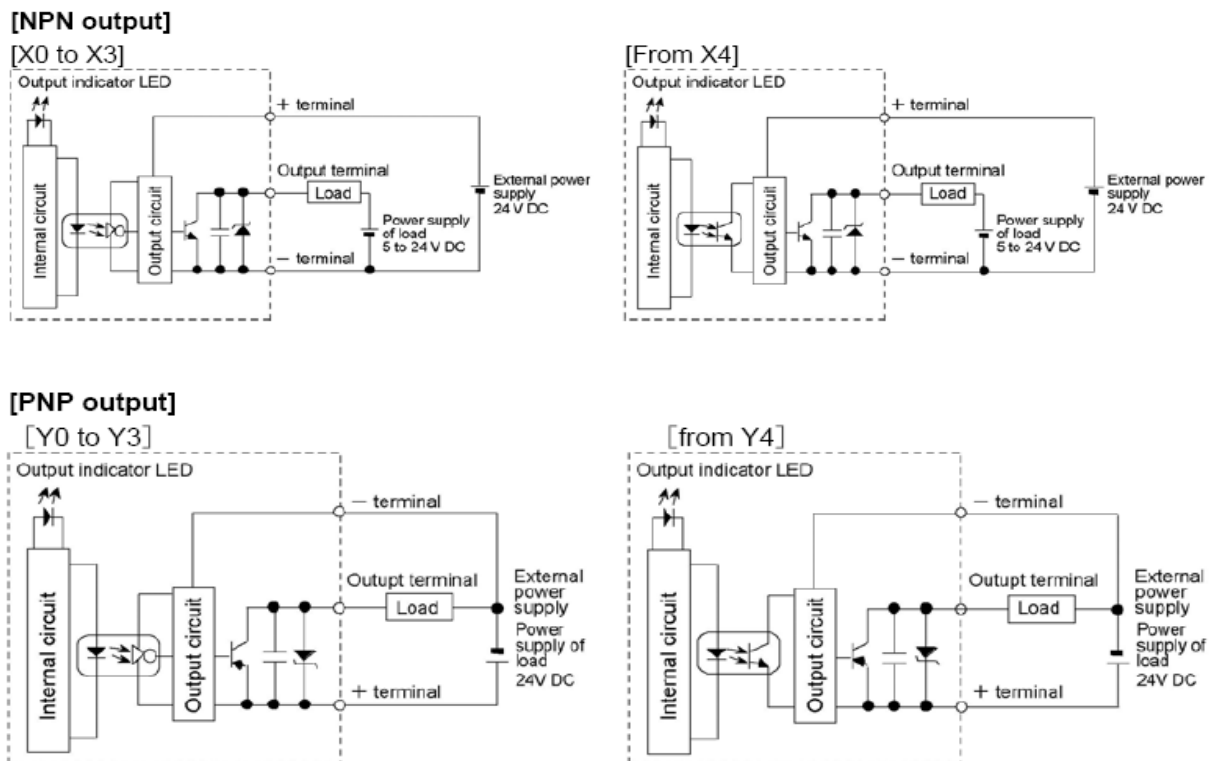 [NPN output]
[X0 to X3]
Output indicator LED
+ terminal
Output terminal
Load
External power
supply
24 V DC
Power supply
of load
5 to 24 V DC
− terminal
Internal circuit
Output circuit
[From X4]
Output indicator LED
+ terminal
Output terminal
Load
External power
supply
24 V DC
Power supply
of load
5 to 24 V DC
− terminal
Internal circuit
Output circuit
[PNP output]
[Y0 to Y3]
Output indicator LED
− terminal
Outupt terminal
Load
External
power
supply
Power
supply of
load
24V DC
+ terminal
Internal circuit
Output circuit
[from Y4]
Output indicator LED
− terminal
Outupt terminal
Load
External
power
supply
Power
supply of
load
24V DC
+ terminal
Internal circuit
Output circuit